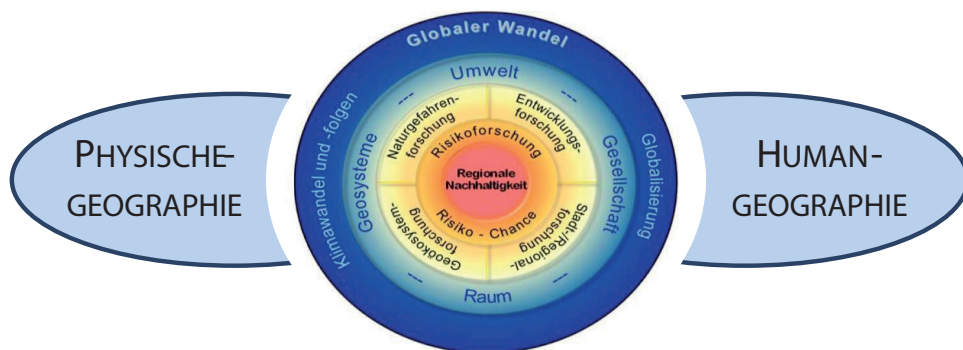 PHYSISCHE-
GEOGRAPHIE
Globaler Wandel
Klimawandel und -folgen
Globalisierung
Umwelt
Geosysteme
Gesellschaft
Raum
---
---
---
---
Naturgefahren-
forschung
Entwicklungs-
forschung
Geoökosystem-
forschung
Stadt-/Regional-
forschung
Risikoforschung
Risiko - Chance
Regionale
Nachhaltigkeit
HUMAN-
GEOGRAPHIE